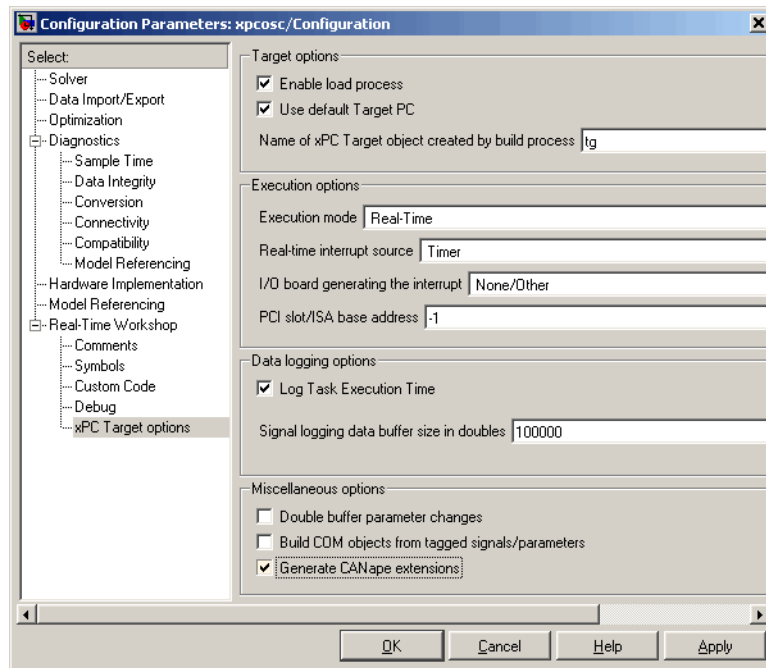 Configuration Parameters: xpcosc/Configuration
Select:
Solver
Data Import/Export
Optimization
Diagnostics
Sample Time
Data Integrity
Conversion
Connectivity
Compatibility
Model Referencing
Hardware Implementation
Model Referencing
Real-Time Workshop
Comments
Symbols
Custom Code
Debug
xPC Target options
Target options
Enable load process
Use default Target PC
Name of xPC Target object created by build process tg
Execution options
Execution mode Real-Time
Real-time interrupt source Timer
I/O board generating the interrupt None/Other
PCI slot/ISA base address -1
Data logging options
Log Task Execution Time
Signal logging data buffer size in doubles 100000
Miscellaneous options
Double buffer parameter changes
Build COM objects from tagged signals/parameters
Generate CANape extensions
OK Cancel Help Apply